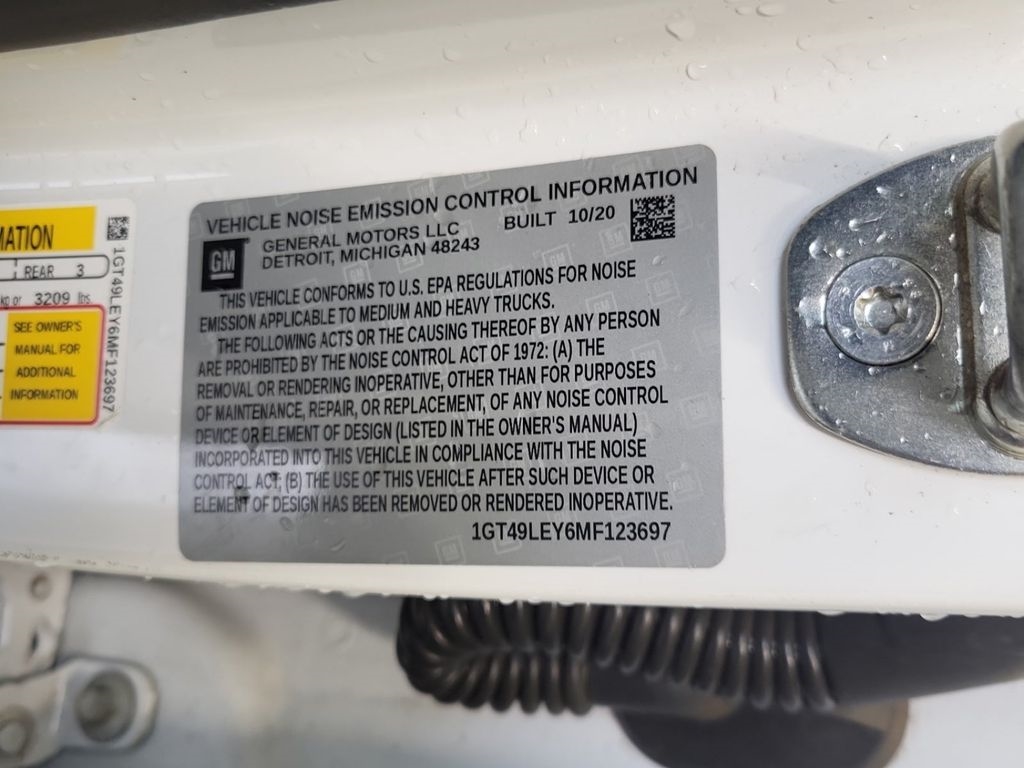 MATION
REAR 3
kg or 3209 lbs
SEE OWNER'S
MANUAL FOR
ADDITIONAL
INFORMATION
1GT49LEY6MF123697
VEHICLE NOISE EMISSION CONTROL INFORMATION
GM
GENERAL MOTORS LLC
BUILT 10/20
DETROIT, MICHIGAN 48243
THIS VEHICLE CONFORMS TO U.S. EPA REGULATIONS FOR NOISE
EMISSION APPLICABLE TO MEDIUM AND HEAVY TRUCKS.
THE FOLLOWING ACTS OR THE CAUSING THEREOF BY ANY PERSON
ARE PROHIBITED BY THE NOISE CONTROL ACT OF 1972: (A) THE
REMOVAL OR RENDERING INOPERATIVE, OTHER THAN FOR PURPOSES
OF MAINTENANCE, REPAIR, OR REPLACEMENT, OF ANY NOISE CONTROL
DEVICE OR ELEMENT OF DESIGN (LISTED IN THE OWNER'S MANUAL)
INCORPORATED INTO THIS VEHICLE IN COMPLIANCE WITH THE NOISE
CONTROL ACT; (B) THE USE OF THIS VEHICLE AFTER SUCH DEVICE OR
ELEMENT OF DESIGN HAS BEEN REMOVED OR RENDERED INOPERATIVE.
1GT49LEY6MF123697